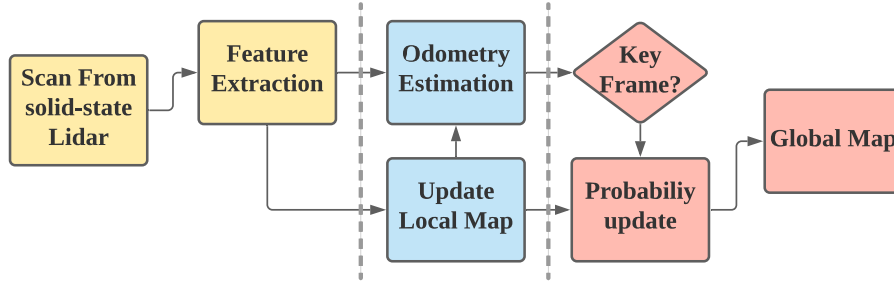 Scan From
solid-state
Lidar
Feature
Extraction
Odometry
Estimation
Update
Local Map
Key
Frame?
Probabiliy
update
Global Map